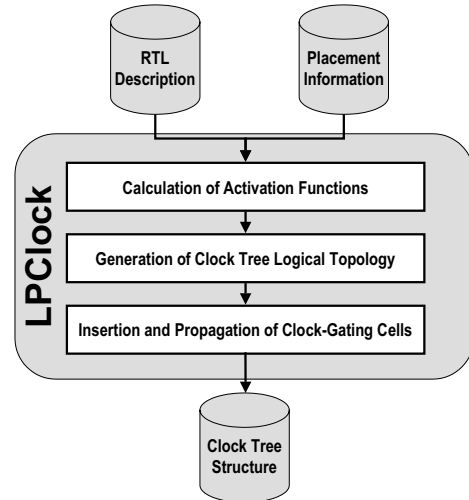 RTL
Description
Placement
Information
LPClock
Calculation of Activation Functions
Generation of Clock Tree Logical Topology
Insertion and Propagation of Clock-Gating Cells
Clock Tree
Structure